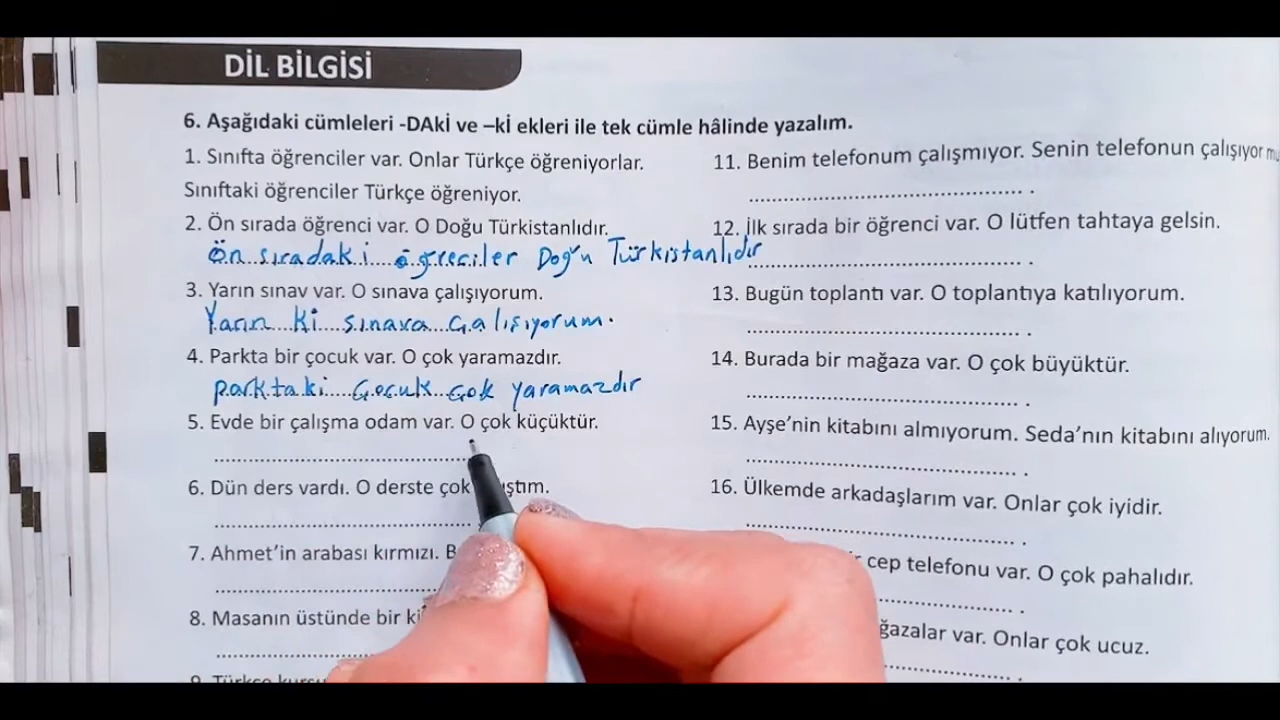 DİL BİLGİSİ
6. Aşağıdaki cümleleri -DAkİ ve –kİ ekleri ile tek cümle hâlinde yazalım.
1. Sınıfta öğrenciler var. Onlar Türkçe öğreniyorlar.
Sınıftaki öğrenciler Türkçe öğreniyor.
2. Ön sırada öğrenci var. O Doğu Türkistanlıdır.
Ön sıradaki öğreciler Doğu Türkistanlıdır
3. Yarın sınav var. O sınava çalışıyorum.
Yarın ki sınava çalışıyorum.
4. Parkta bir çocuk var. O çok yaramazdır.
parktaki çocuk çok yaramazdır
5. Evde bir çalışma odam var. O çok küçüktür.
6. Dün ders vardı. O derste çok
7. Ahmet'in arabası kırmızı.
8. Masanın üstünde bir
9. Türkçe
11. Benim telefonum çalışmıyor. Senin telefonun çalışıyor
12. İlk sırada bir öğrenci var. O lütfen tahtaya gelsin.
13. Bugün toplantı var. O toplantıya katılıyorum.
14. Burada bir mağaza var. O çok büyüktür.
15. Ayşe'nin kitabını almıyorum. Seda'nın kitabını alıyorum.
16. Ülkemde arkadaşlarım var. Onlar çok iyidir.
cep telefonu var. O çok pahalıdır.
var. Onlar çok ucuz.